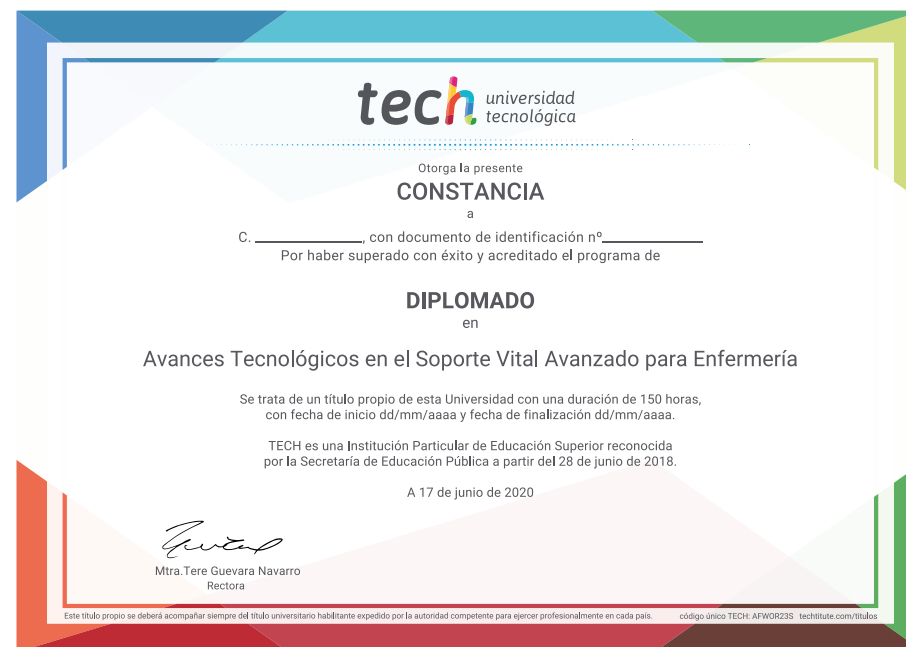 tech universidad
tecnológica
Otorga la presente
CONSTANCIA
a
C. ____________, con documento de identificación nº____________
Por haber superado con éxito y acreditado el programa de
DIPLOMADO
en
Avances Tecnológicos en el Soporte Vital Avanzado para Enfermería
Se trata de un título propio de esta Universidad con una duración de 150 horas,
con fecha de inicio dd/mm/aaaa y fecha de finalización dd/mm/aaaa.
TECH es una Institución Particular de Educación Superior reconocida
por la Secretaría de Educación Pública a partir del 28 de junio de 2018.
A 17 de junio de 2020
Mtra.Tere Guevara Navarro
Rectora
Este título propio se deberá acompañar siempre del título universitario habilitante expedido por la autoridad competente para ejercer profesionalmente en cada país. código único TECH: AFWOR23S techtitute.com/titulos